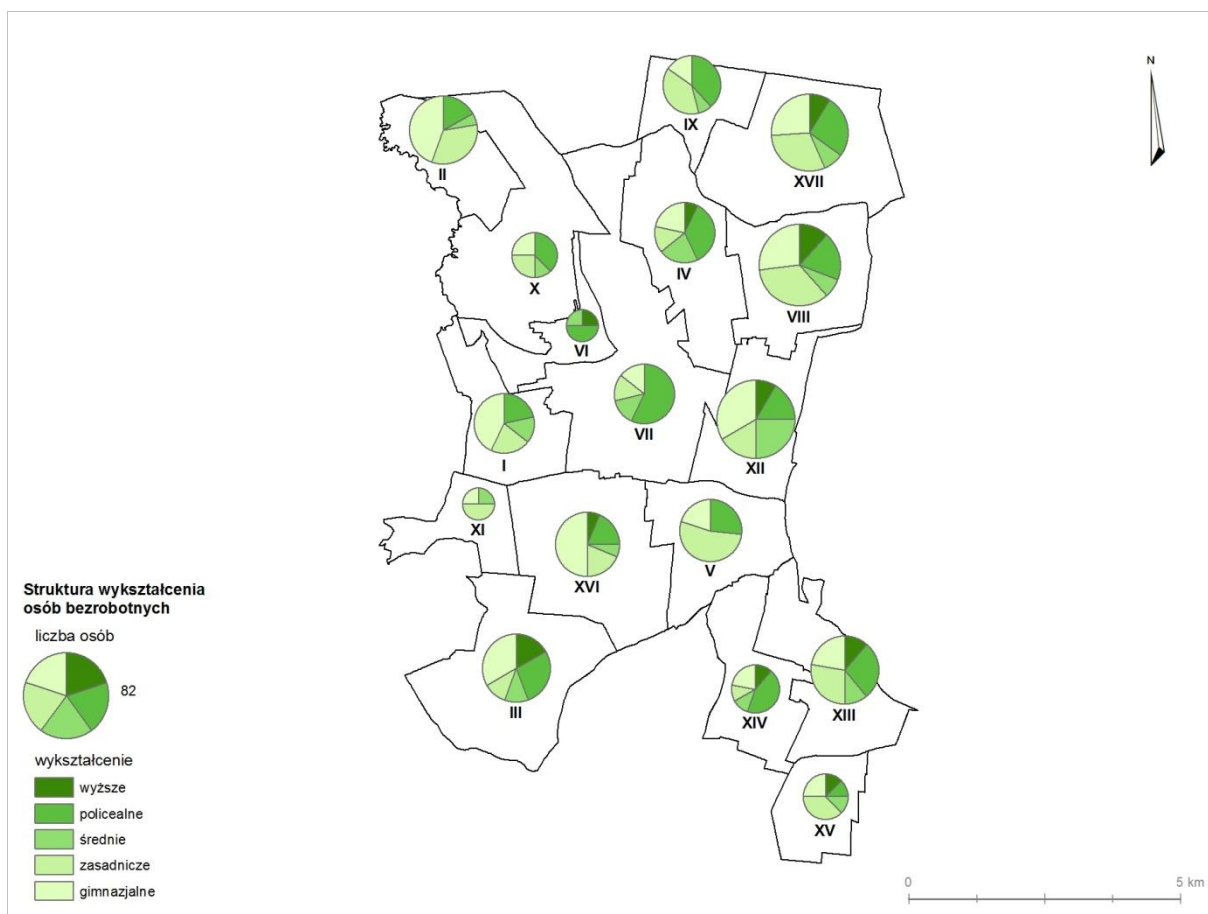 N
IX
II
XVII
IV
X
VIII
VI
VII
I
XII
XI
V
XVI
Struktura wykształcenia
osób bezrobotnych
liczba osób
82
III
XIV
XIII
wykształcenie
wyższe
policealne
XV
średnie
zasadnicze
gimnazjalne
0
5 km